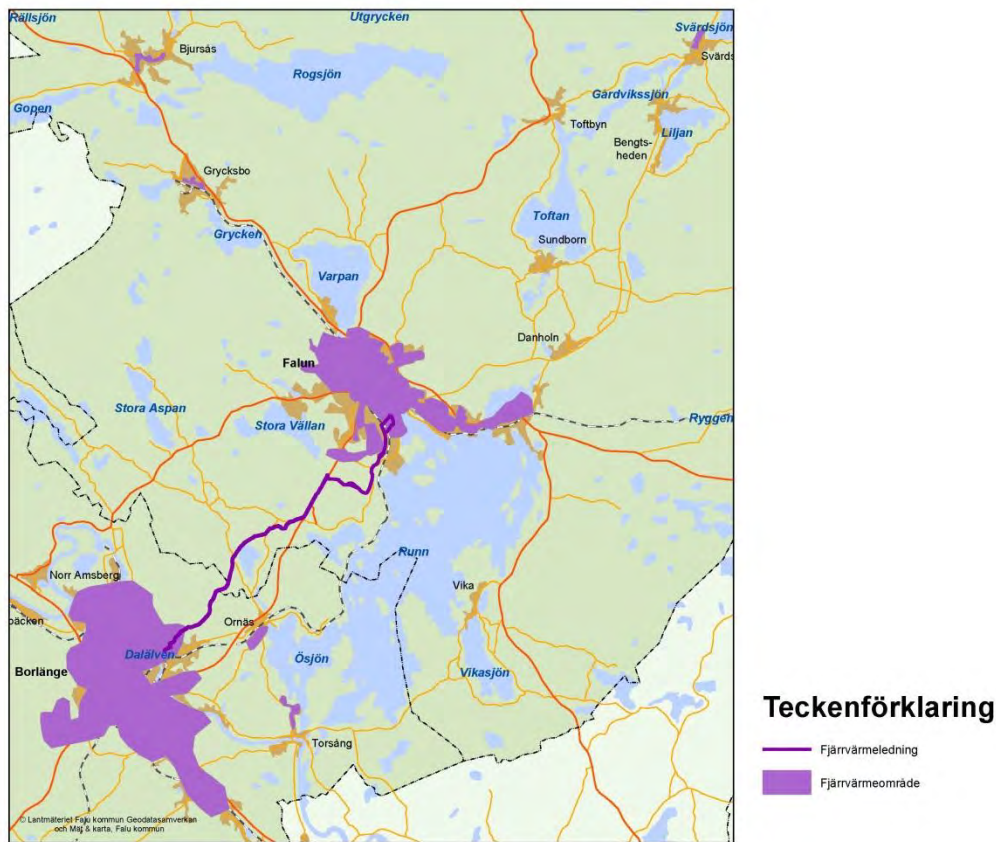 Rällsjön
Utgrycken
Svärdsjön
Bjursås
Svärds
Rogsjön
Gårdvikssjön
Gopen
Toftbyn
Liljan
Bengts-
heden
Grycksbo
Toftan
Grycken
Sundborn
Varpan
Danholn
Falun
Stora Aspan
Stora Vällan
Ryggen
Runn
Norr Amsberg
Vika
bäcken
Ornäs
Dalälven
Ösjön
Borlänge
Vikasjön
Torsång
Teckenförklaring
Fjärrvärmeledning
Fjärrvärmeområde
© Lantmäteriet Falu kommun Geodatasamverkan
och Mät & karta, Falu kommun